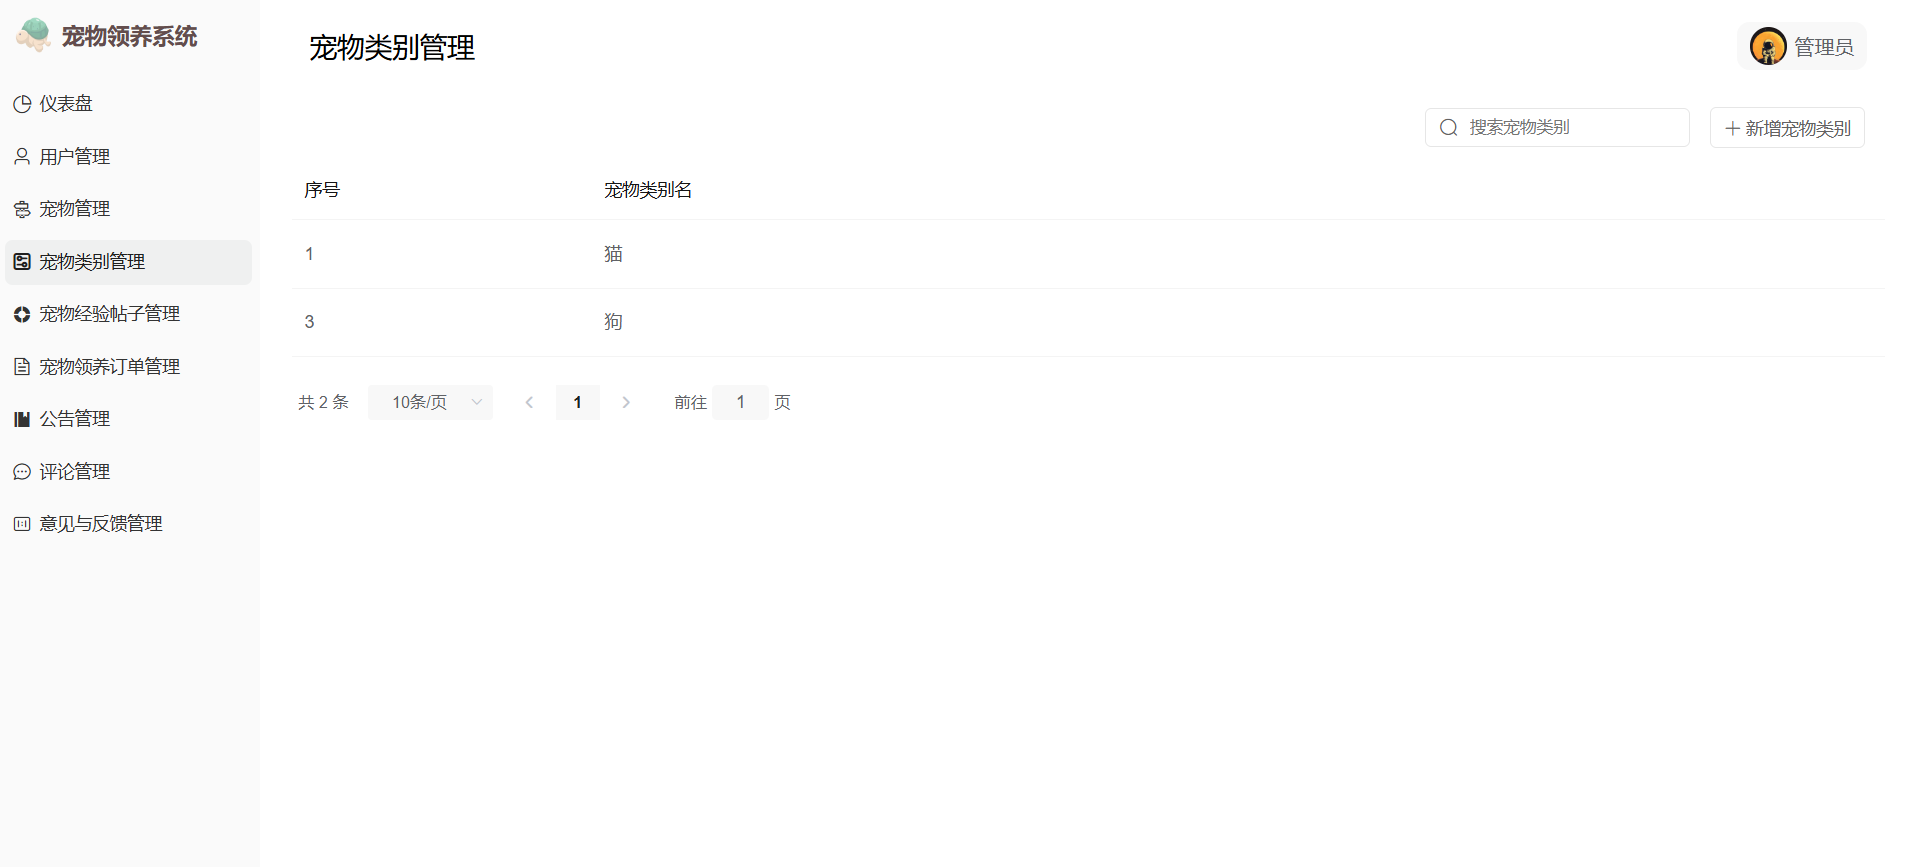 宠物领养系统
仪表盘
用户管理
宠物管理
宠物类别管理
宠物经验帖子管理
宠物领养订单管理
公告管理
评论管理
意见与反馈管理
宠物类别管理
管理员
搜索宠物类别
新增宠物类别
序号 宠物类别名
1 猫
3 狗
共 2 条 10条/页 1 前往 1 页